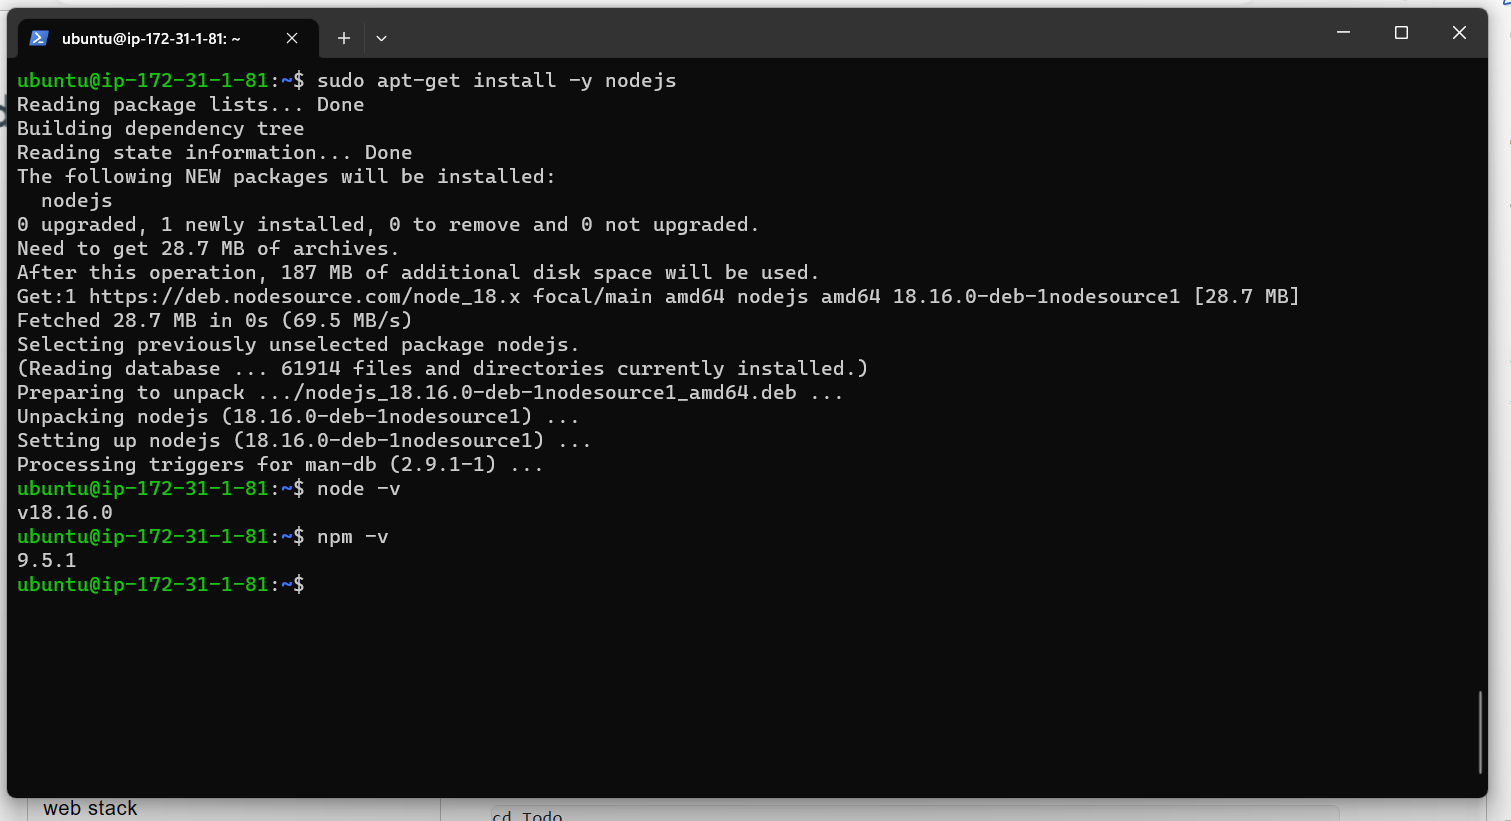 ubuntu@ip-172-31-1-81: ~
ubuntu@ip-172-31-1-81:~$ sudo apt-get install -y nodejs
Reading package lists... Done
Building dependency tree
Reading state information... Done
The following NEW packages will be installed:
  nodejs
0 upgraded, 1 newly installed, 0 to remove and 0 not upgraded.
Need to get 28.7 MB of archives.
After this operation, 187 MB of additional disk space will be used.
Get:1 https://deb.nodesource.com/node_18.x focal/main amd64 nodejs amd64 18.16.0-deb-1nodesource1 [28.7 MB]
Fetched 28.7 MB in 0s (69.5 MB/s)
Selecting previously unselected package nodejs.
(Reading database ... 61914 files and directories currently installed.)
Preparing to unpack .../nodejs_18.16.0-deb-1nodesource1_amd64.deb ...
Unpacking nodejs (18.16.0-deb-1nodesource1) ...
Setting up nodejs (18.16.0-deb-1nodesource1) ...
Processing triggers for man-db (2.9.1-1) ...
ubuntu@ip-172-31-1-81:~$ node -v
v18.16.0
ubuntu@ip-172-31-1-81:~$ npm -v
9.5.1
ubuntu@ip-172-31-1-81:~$
web stack
cd Todo